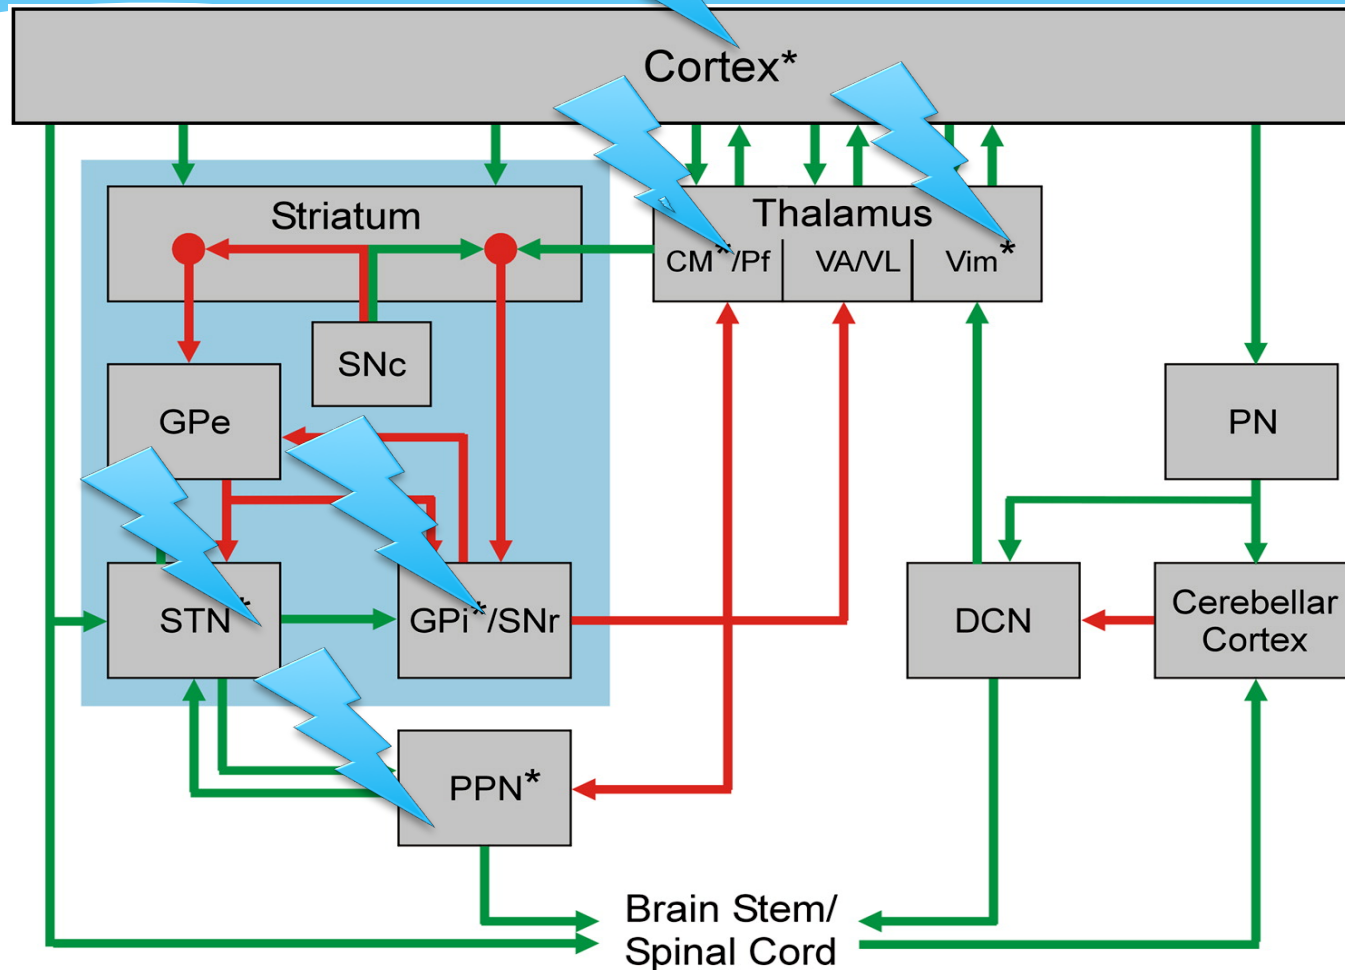 Cortex*
Striatum
Thalamus
CM*/Pf
VA/VL
Vim*
SNc
GPe
PN
STN*
GPi*/SNr
DCN
Cerebellar
Cortex
PPN*
Brain Stem/
Spinal Cord